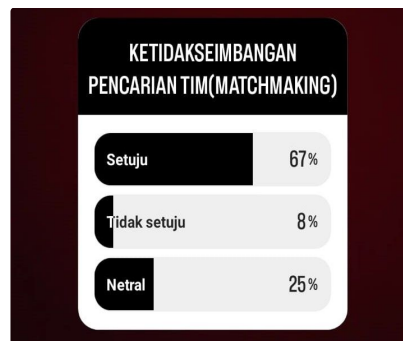 KETIDAKSEIMBANGAN
PENCARIAN TIM(MATCHMAKING)
Setuju 67%
Tidak setuju 8%
Netral 25%